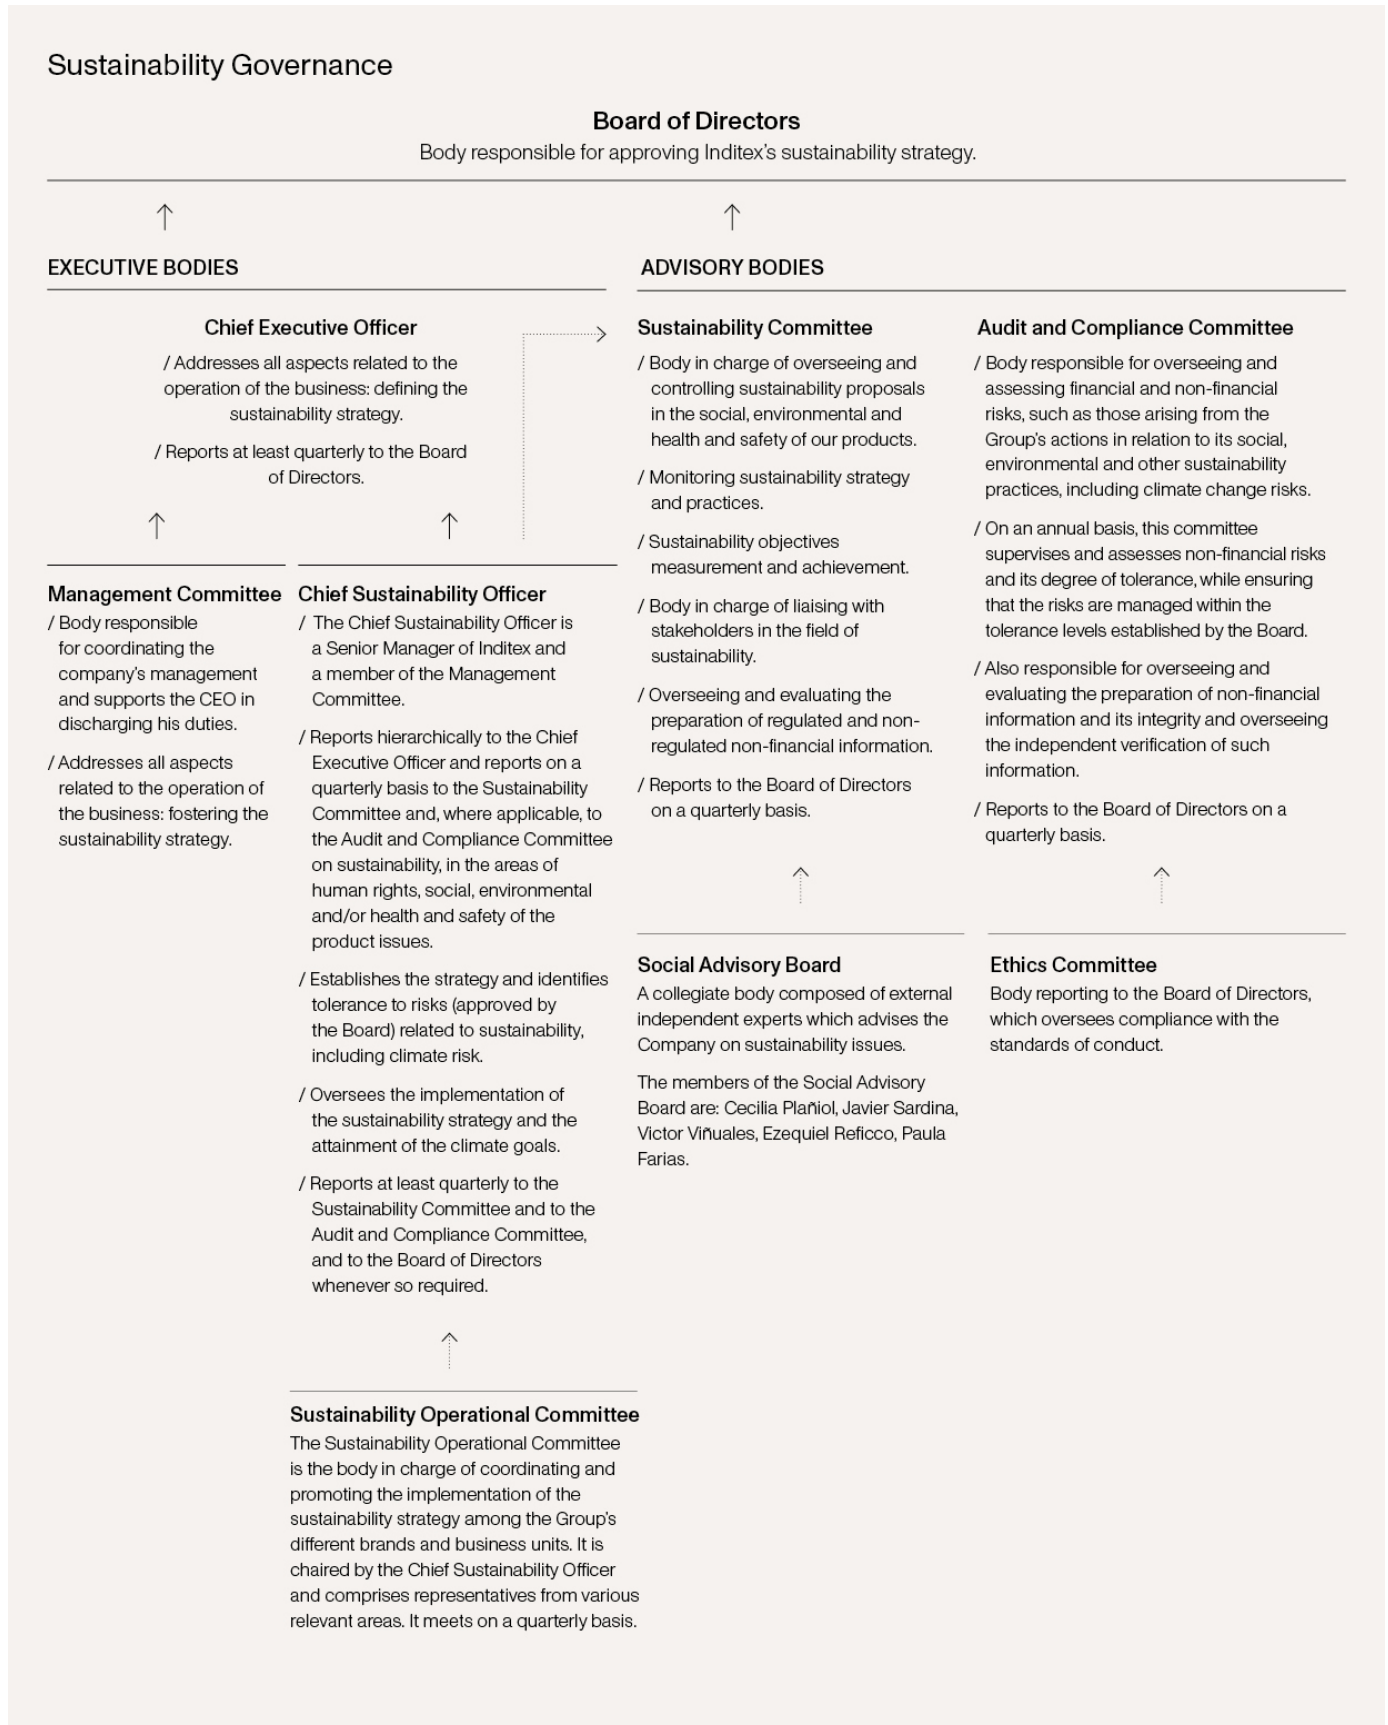 Sustainability Governance
Board of Directors
Body responsible for approving Inditex's sustainability strategy.
EXECUTIVE BODIES
Chief Executive Officer
/ Addresses all aspects related to the
operation of the business: defining the
sustainability strategy.
/ Reports at least quarterly to the Board
of Directors.
Management Committee
/ Body responsible
for coordinating the
company's management
and supports the CEO in
discharging his duties.
/ Addresses all aspects
related to the operation of
the business: fostering the
sustainability strategy.
Chief Sustainability Officer
/ The Chief Sustainability Officer is
a Senior Manager of Inditex and
a member of the Management
Committee.
/ Reports hierarchically to the Chief
Executive Officer and reports on a
quarterly basis to the Sustainability
Committee and, where applicable, to
the Audit and Compliance Committee
on sustainability, in the areas of
human rights, social, environmental
and/or health and safety of the
product issues.
/ Establishes the strategy and identifies
tolerance to risks (approved by
the Board) related to sustainability,
including climate risk.
/ Oversees the implementation of
the sustainability strategy and the
attainment of the climate goals.
/ Reports at least quarterly to the
Sustainability Committee and to the
Audit and Compliance Committee,
and to the Board of Directors
whenever so required.
Sustainability Operational Committee
The Sustainability Operational Committee
is the body in charge of coordinating and
promoting the implementation of the
sustainability strategy among the Group's
different brands and business units. It is
chaired by the Chief Sustainability Officer
and comprises representatives from various
relevant areas. It meets on a quarterly basis.
ADVISORY BODIES
Sustainability Committee
/ Body in charge of overseeing and
controlling sustainability proposals
in the social, environmental and
health and safety of our products.
/ Monitoring sustainability strategy
and practices.
/ Sustainability objectives
measurement and achievement.
/ Body in charge of liaising with
stakeholders in the field of
sustainability.
/ Overseeing and evaluating the
preparation of regulated and non-
regulated non-financial information.
/ Reports to the Board of Directors
on a quarterly basis.
Social Advisory Board
A collegiate body composed of external
independent experts which advises the
Company on sustainability issues.
The members of the Social Advisory
Board are: Cecilia Plañiol, Javier Sardina,
Victor Viñuales, Ezequiel Reficco, Paula
Farias.
Audit and Compliance Committee
/ Body responsible for overseeing and
assessing financial and non-financial
risks, such as those arising from the
Group's actions in relation to its social,
environmental and other sustainability
practices, including climate change risks.
/ On an annual basis, this committee
supervises and assesses non-financial risks
and its degree of tolerance, while ensuring
that the risks are managed within the
tolerance levels established by the Board.
/ Also responsible for overseeing and
evaluating the preparation of non-financial
information and its integrity and overseeing
the independent verification of such
information.
/ Reports to the Board of Directors on a
quarterly basis.
Ethics Committee
Body reporting to the Board of Directors,
which oversees compliance with the
standards of conduct.